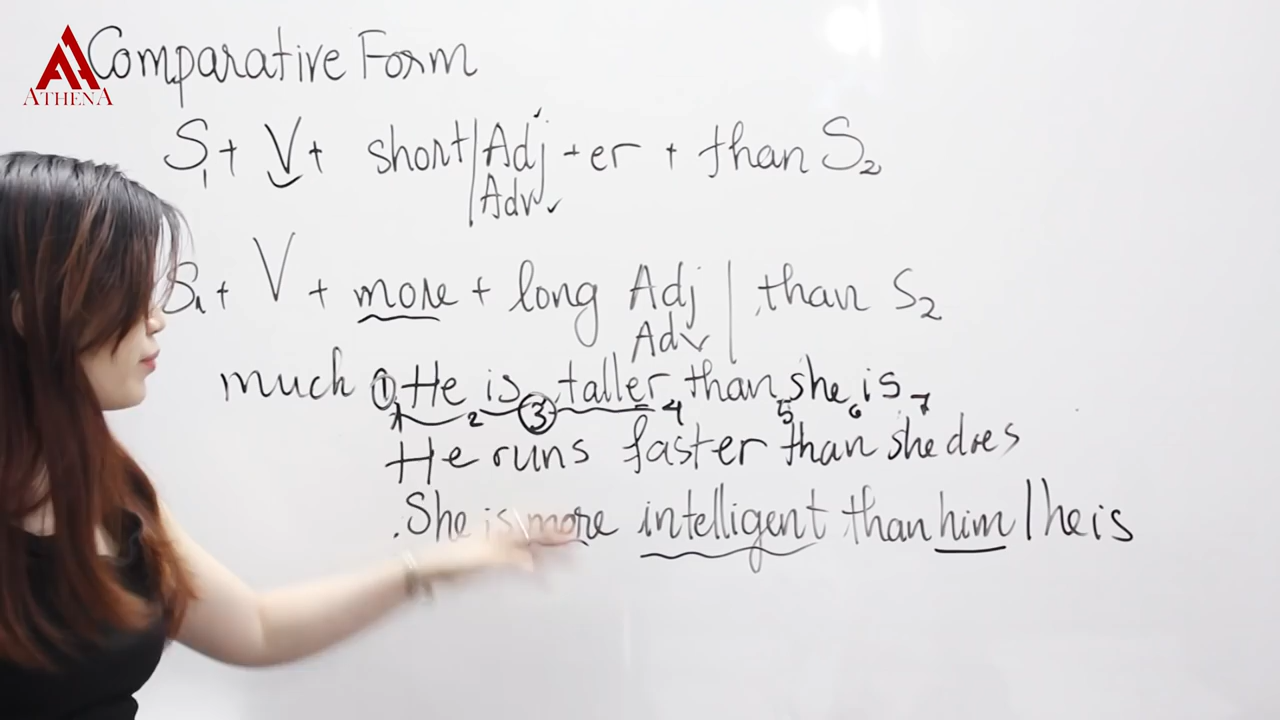 ATHENA
Comparative Form
S1 + V + short Adj + er + than S2
Adv
S1 + V + more + long Adj than S2
Adv
much ① He is taller than she is
1 2 ③ 4 5 6 7
He runs faster than she does
She is more intelligent than him / he is